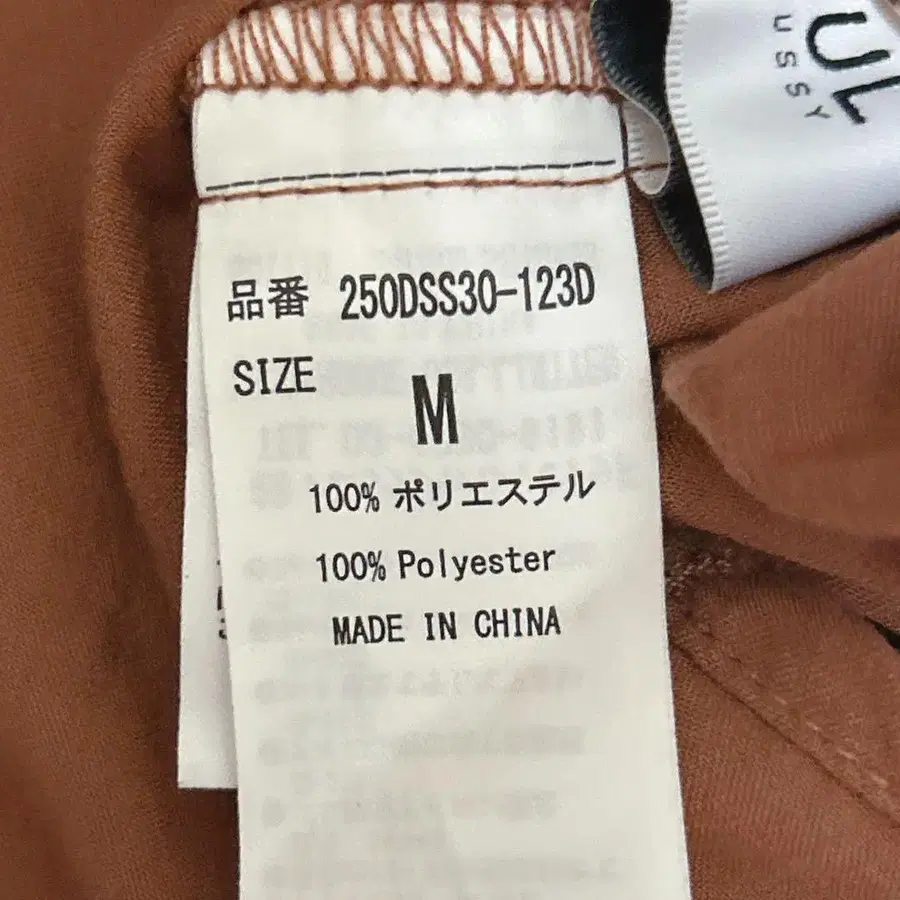 UL
USSY
品番 250DSS30-123D
SIZE
M
100% ポリエステル
100% Polyester
MADE IN CHINA